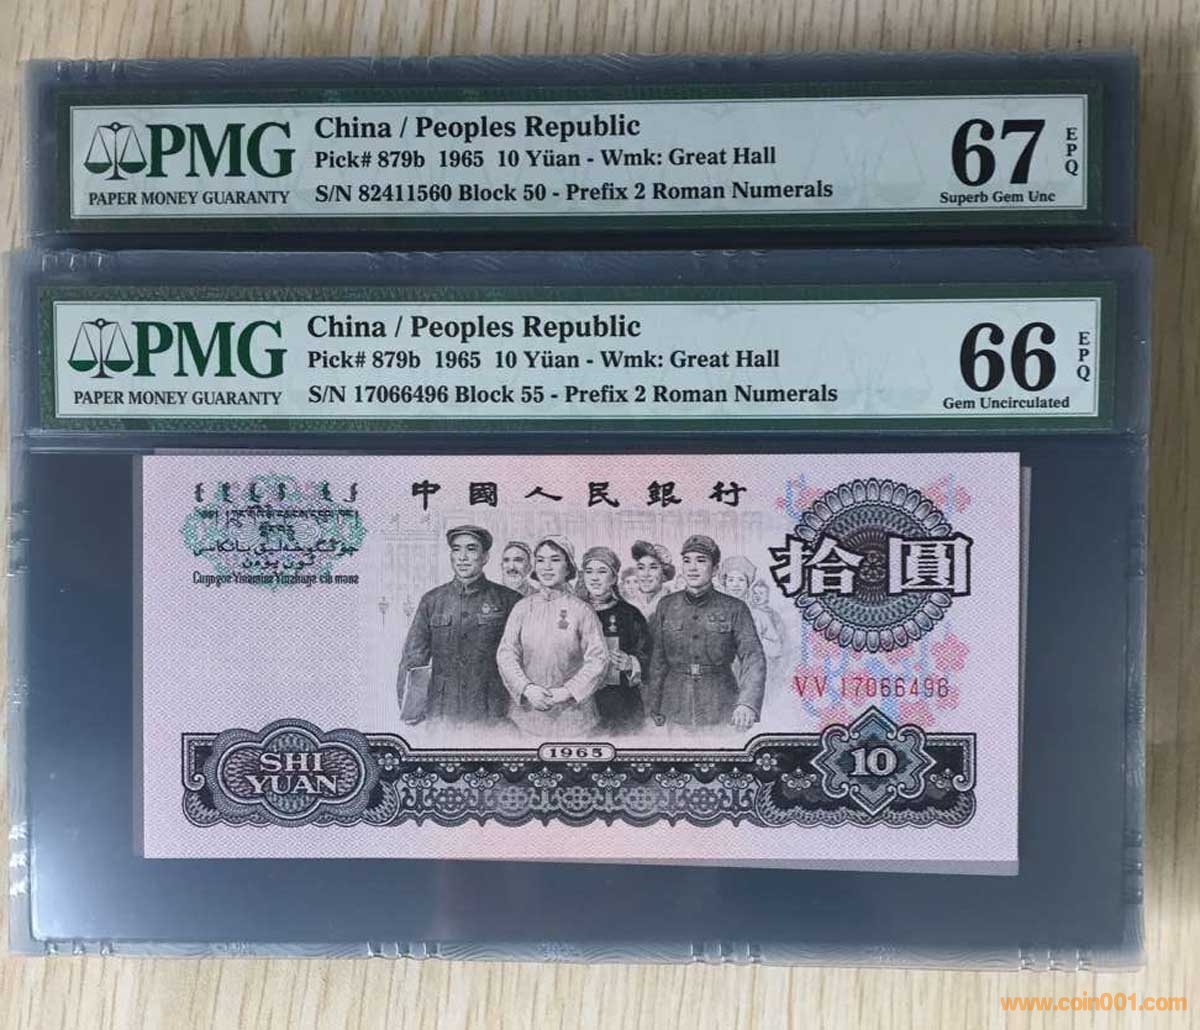 PMG
PAPER MONEY GUARANTY
China / Peoples Republic
Pick# 879b 1965 10 Yüan - Wmk: Great Hall
S/N 82411560 Block 50 - Prefix 2 Roman Numerals
67
EPQ
Superb Gem Unc
PMG
PAPER MONEY GUARANTY
China / Peoples Republic
Pick# 879b 1965 10 Yüan - Wmk: Great Hall
S/N 17066496 Block 55 - Prefix 2 Roman Numerals
66
EPQ
Gem Uncirculated
中國人民銀行
拾圓
VV 17066496
1965
SHI
YUAN
10
www.coin001.com